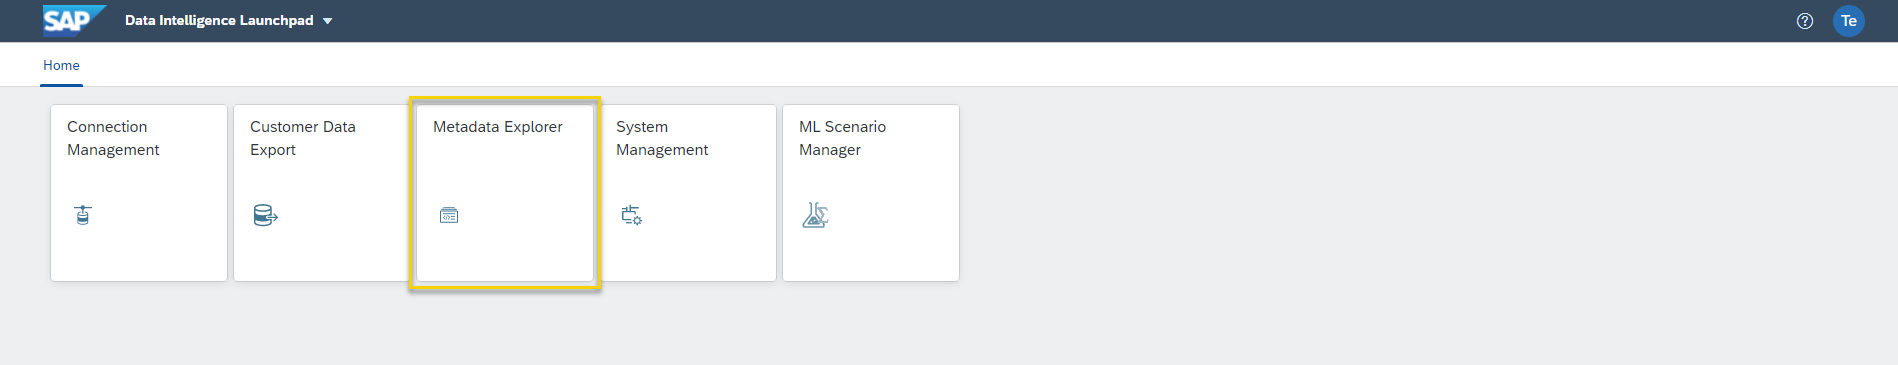 SAP Data Intelligence Launchpad Te
Home
Connection
Management
Customer Data
Export
Metadata Explorer
System
Management
ML Scenario
Manager